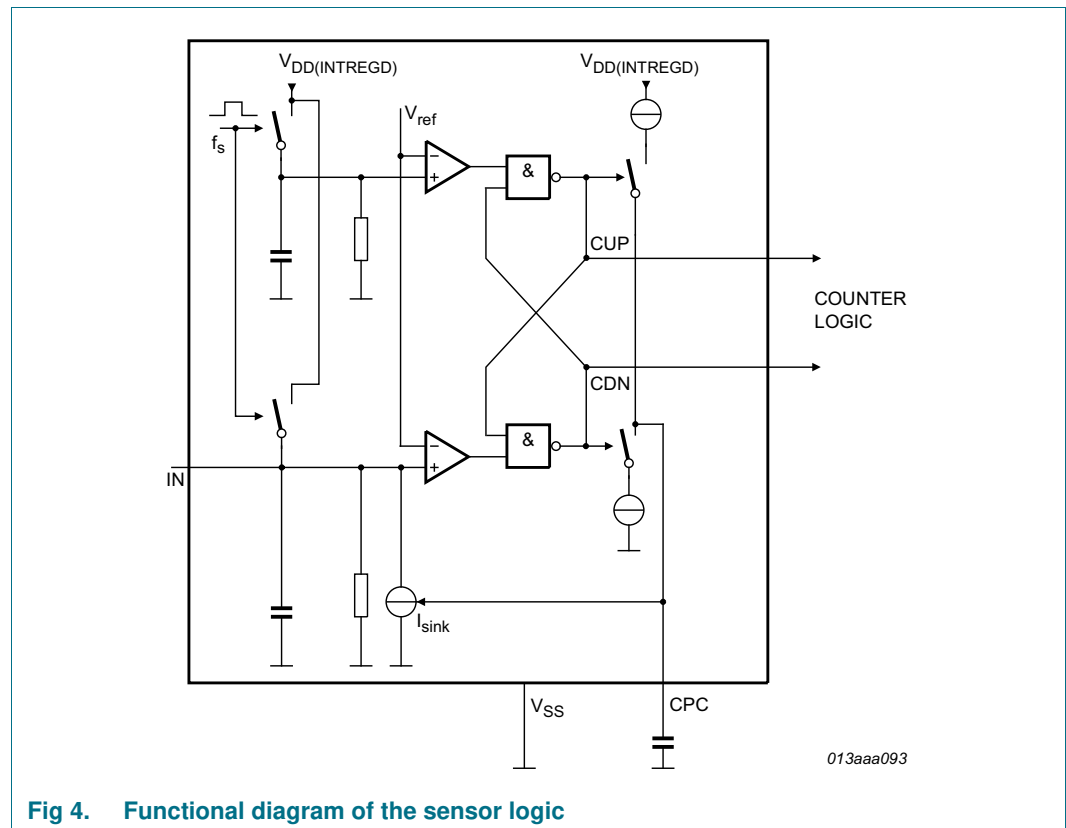 VDD(INTREGD)
VDD(INTREGD)
fs
Vref
−
+
&
CUP
COUNTER
LOGIC
CDN
−
+
&
IN
Isink
VSS
CPC
013aaa093
Fig 4. Functional diagram of the sensor logic